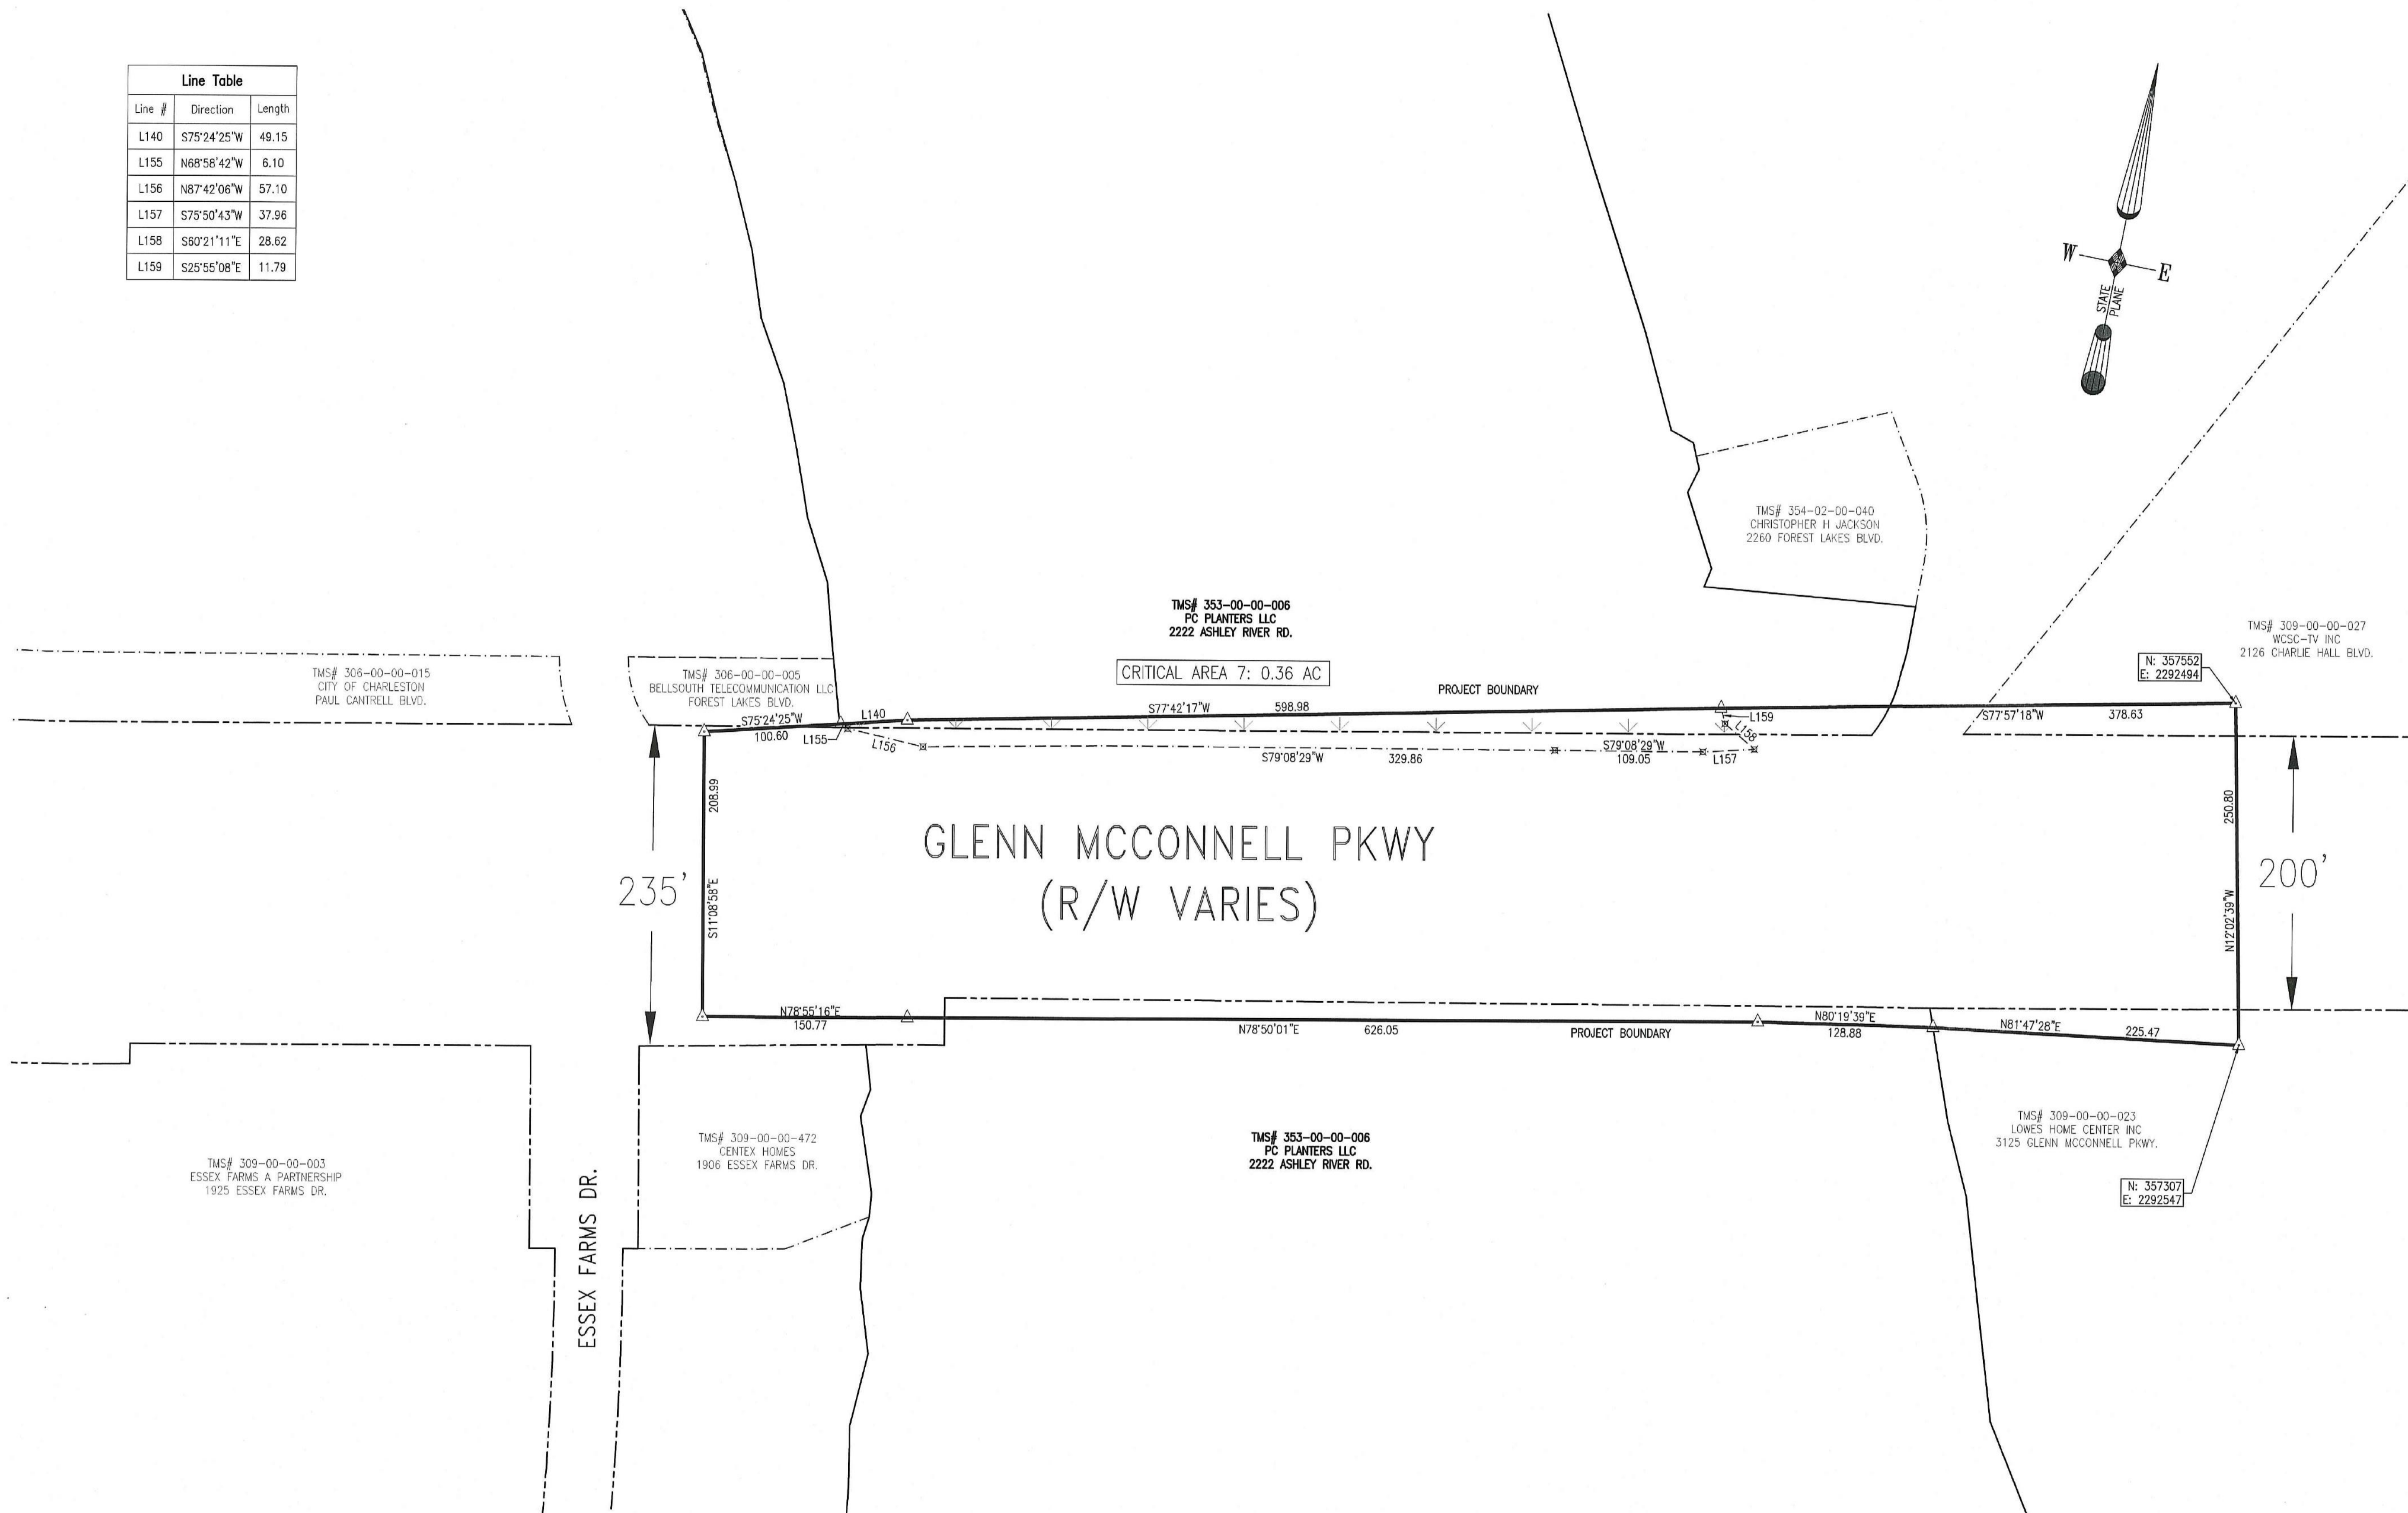 Line Table
Line # Direction Length
L140 S75°24'25"W 49.15
L155 N68°58'42"W 6.10
L156 N87°42'06"W 57.10
L157 S75°50'43"W 37.96
L158 S60°21'11"E 28.62
L159 S25°55'08"E 11.79
W
E
STATE
PLANE
TMS# 354-02-00-040
CHRISTOPHER H JACKSON
2260 FOREST LAKES BLVD.
TMS# 353-00-00-006
PC PLANTERS LLC
2222 ASHLEY RIVER RD.
TMS# 309-00-00-027
WCSC-TV INC
2126 CHARLIE HALL BLVD.
N: 357552
E: 2292494
TMS# 306-00-00-015
CITY OF CHARLESTON
PAUL CANTRELL BLVD.
TMS# 306-00-00-005
BELLSOUTH TELECOMMUNICATION LLC
FOREST LAKES BLVD.
CRITICAL AREA 7: 0.36 AC
PROJECT BOUNDARY
S75°24'25"W
100.60
L140
S77°42'17"W 598.98
L159
S77°57'18"W 378.63
L155
L156
L158
S79°08'29"W 329.86
S79°08'29"W
109.05
L157
208.99
S11°08'58"E
250.80
N12°02'39"W
235'
GLENN MCCONNELL PKWY
(R/W VARIES)
200'
N78°55'16"E
150.77
N78°50'01"E 626.05
PROJECT BOUNDARY
N80°19'39"E
128.88
N81°47'28"E 225.47
TMS# 309-00-00-003
ESSEX FARMS A PARTNERSHIP
1925 ESSEX FARMS DR.
ESSEX FARMS DR.
TMS# 309-00-00-472
CENTEX HOMES
1906 ESSEX FARMS DR.
TMS# 353-00-00-006
PC PLANTERS LLC
2222 ASHLEY RIVER RD.
TMS# 309-00-00-023
LOWES HOME CENTER INC
3125 GLENN MCCONNELL PKWY.
N: 357307
E: 2292547